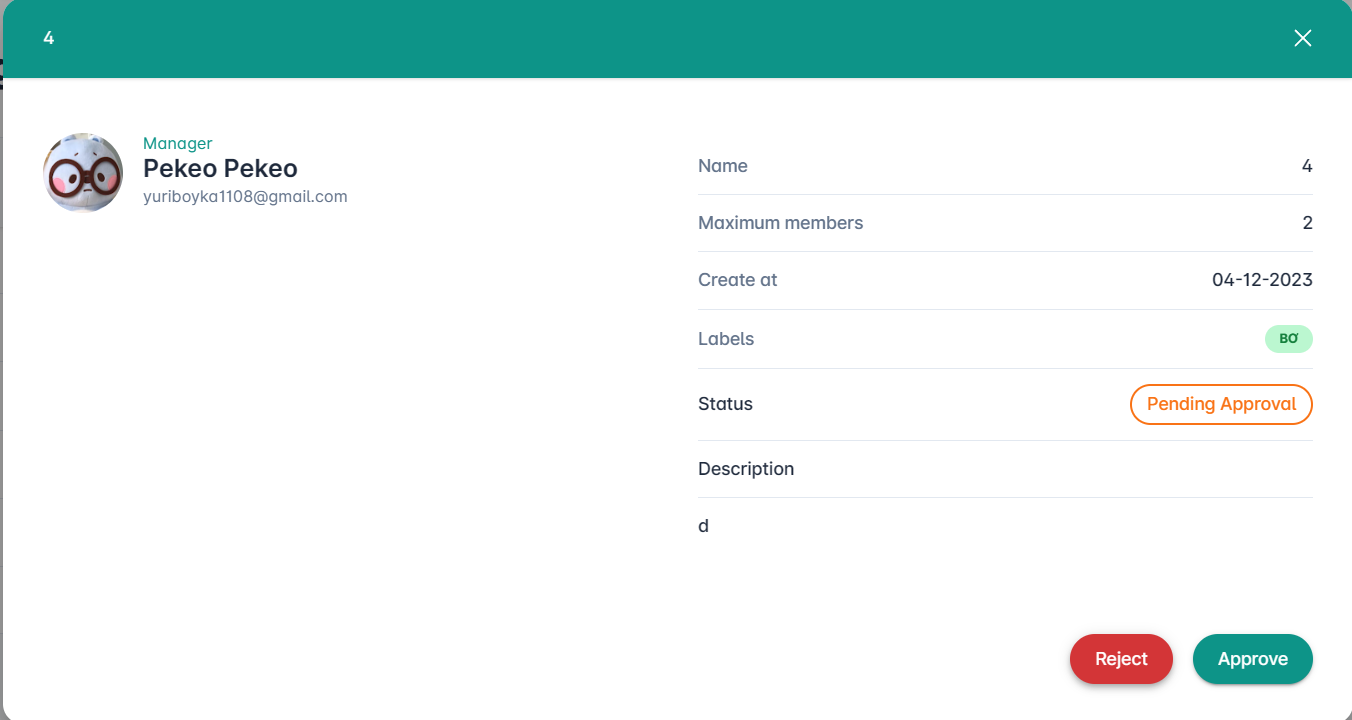 4
Manager
Pekeo Pekeo
yuriboyka1108@gmail.com
Name 4
Maximum members 2
Create at 04-12-2023
Labels BƠ
Status Pending Approval
Description
d
Reject Approve